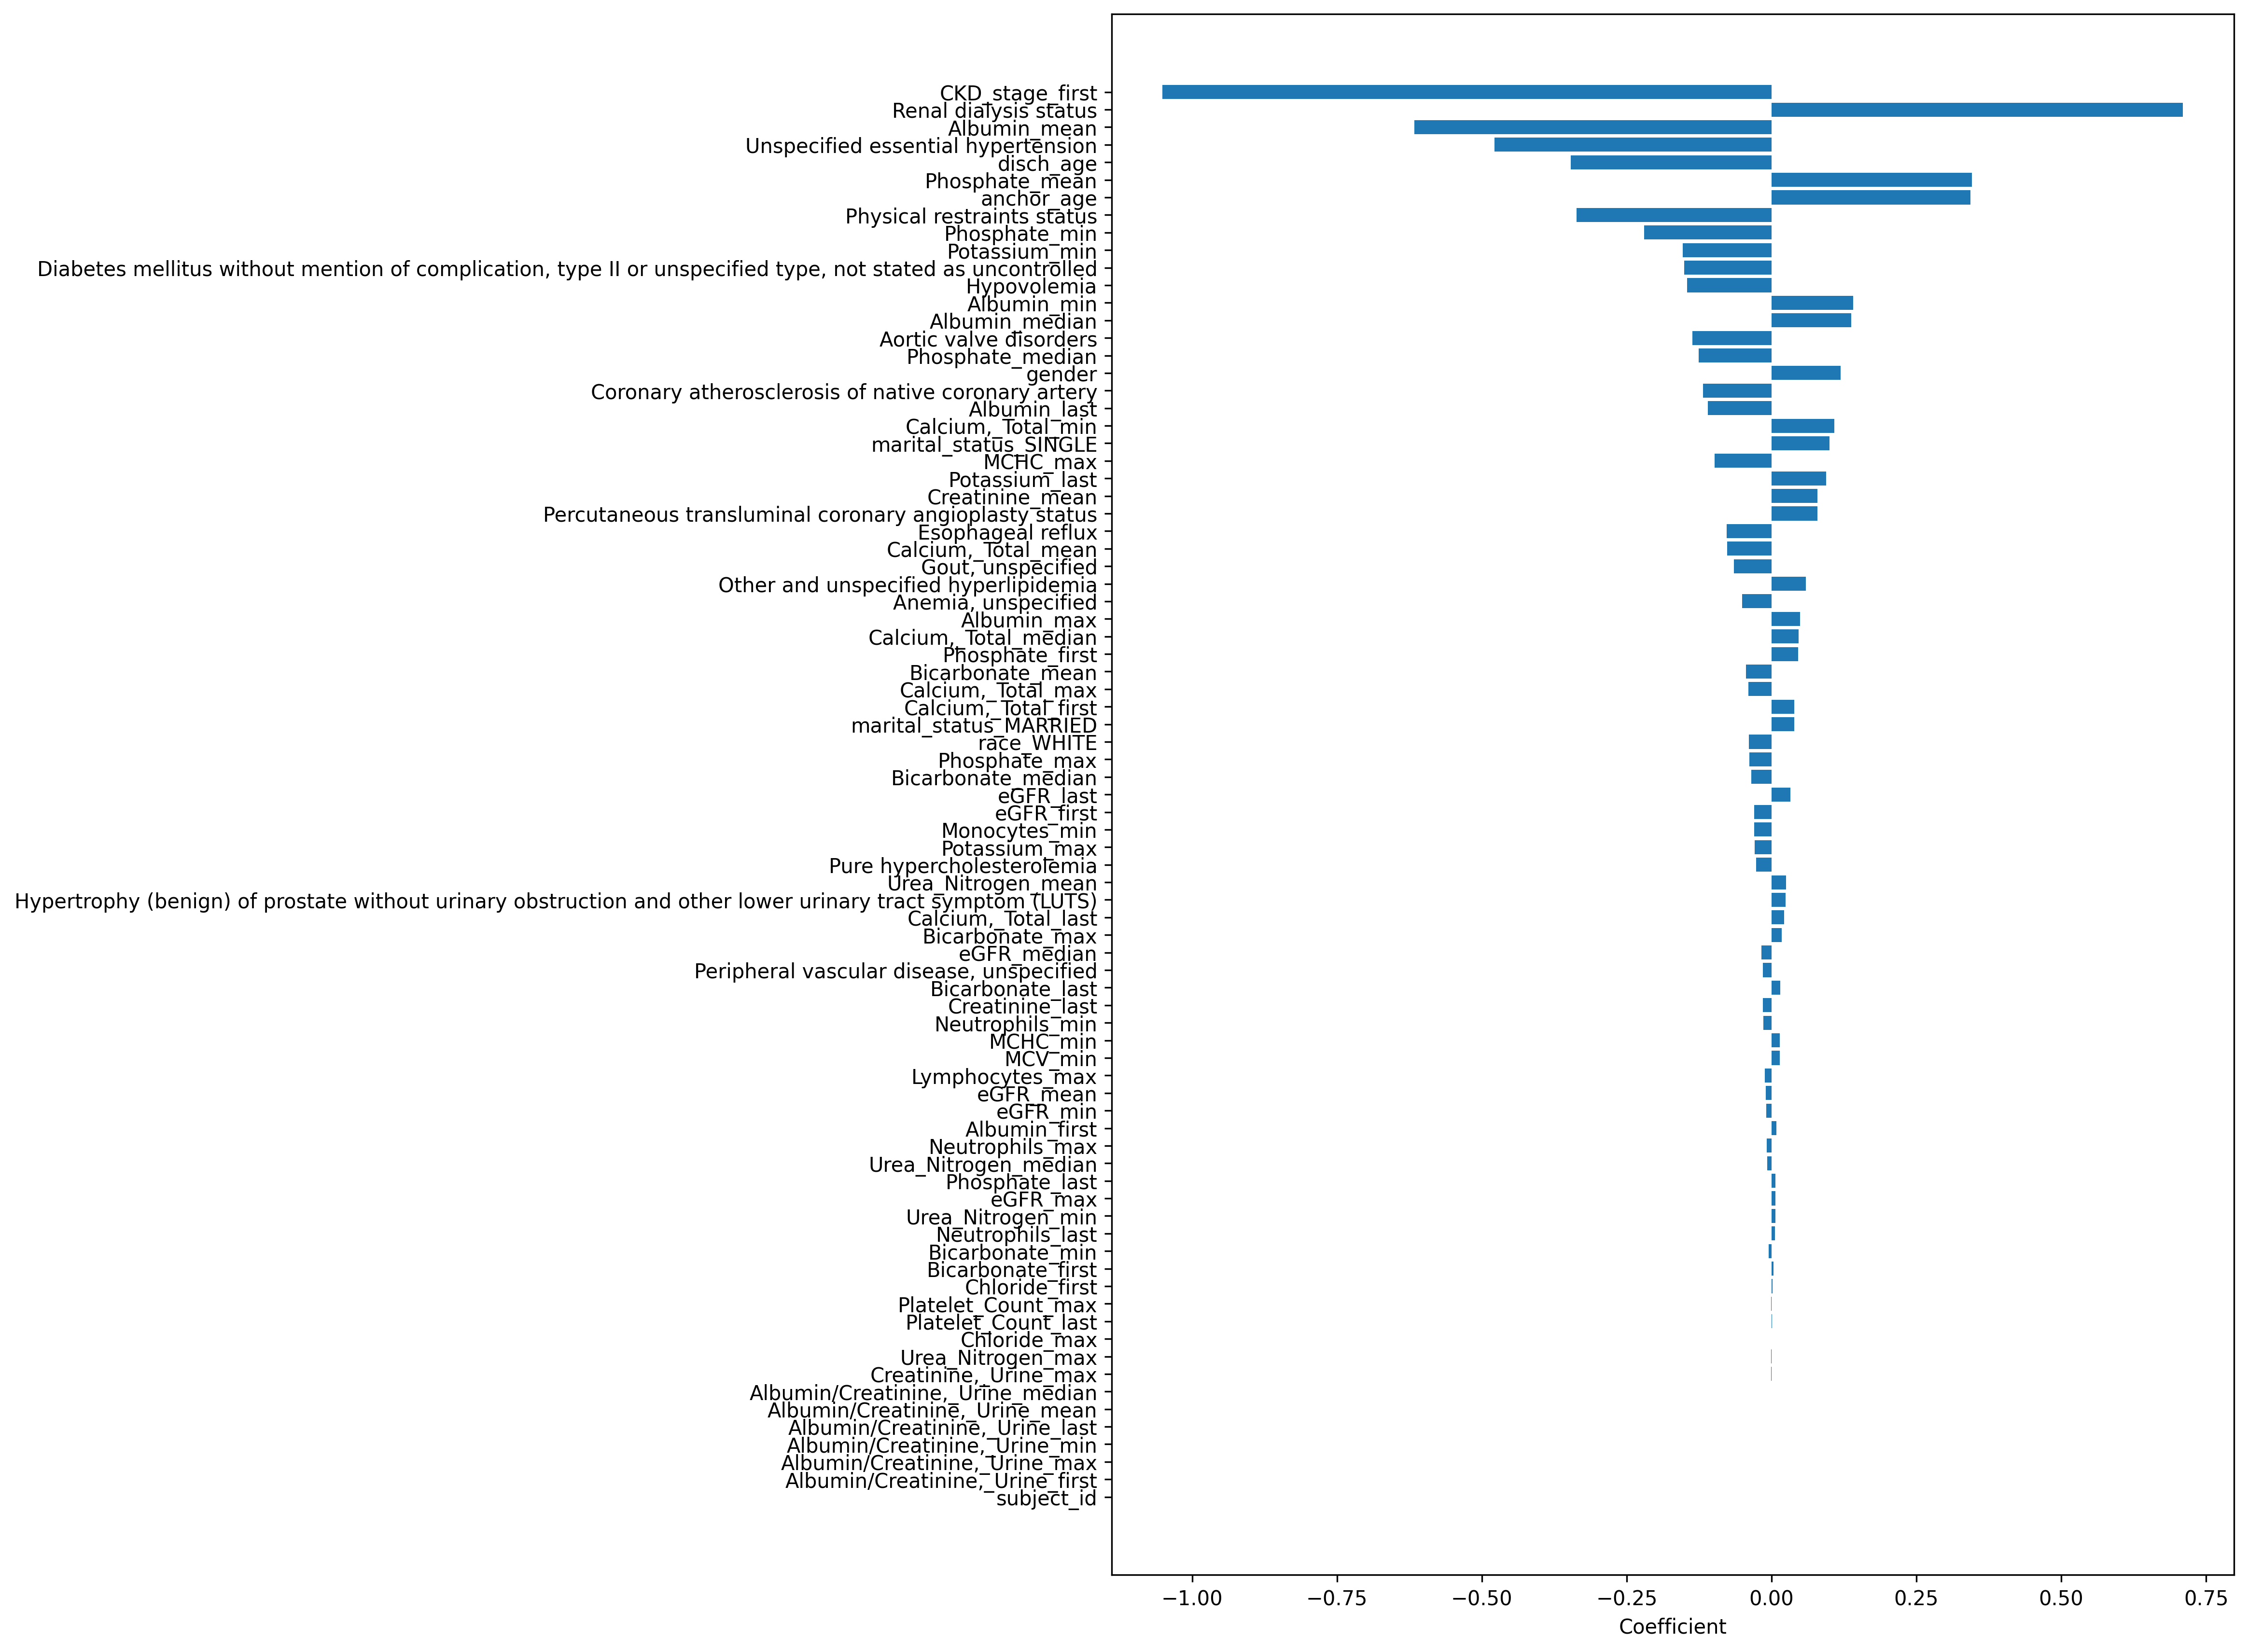 CKD_stage_first
Renal dialysis status
Albumin_mean
Unspecified essential hypertension
disch_age
Phosphate_mean
anchor_age
Physical restraints status
Phosphate_min
Potassium_min
Diabetes mellitus without mention of complication, type II or unspecified type, not stated as uncontrolled
Hypovolemia
Albumin_min
Albumin_median
Aortic valve disorders
Phosphate_median
gender
Coronary atherosclerosis of native coronary artery
Albumin_last
Calcium,_Total_min
marital_status_SINGLE
MCHC_max
Potassium_last
Creatinine_mean
Percutaneous transluminal coronary angioplasty status
Esophageal reflux
Calcium,_Total_mean
Gout, unspecified
Other and unspecified hyperlipidemia
Anemia, unspecified
Albumin_max
Calcium,_Total_median
Phosphate_first
Bicarbonate_mean
Calcium,_Total_max
Calcium,_Total_first
marital_status_MARRIED
race_WHITE
Phosphate_max
Bicarbonate_median
eGFR_last
eGFR_first
Monocytes_min
Potassium_max
Pure hypercholesterolemia
Urea_Nitrogen_mean
Hypertrophy (benign) of prostate without urinary obstruction and other lower urinary tract symptom (LUTS)
Calcium,_Total_last
Bicarbonate_max
eGFR_median
Peripheral vascular disease, unspecified
Bicarbonate_last
Creatinine_last
Neutrophils_min
MCHC_min
MCV_min
Lymphocytes_max
eGFR_mean
eGFR_min
Albumin_first
Neutrophils_max
Urea_Nitrogen_median
Phosphate_last
eGFR_max
Urea_Nitrogen_min
Neutrophils_last
Bicarbonate_min
Bicarbonate_first
Chloride_first
Platelet_Count_max
Platelet_Count_last
Chloride_max
Urea_Nitrogen_max
Creatinine,_Urine_max
Albumin/Creatinine,_Urine_median
Albumin/Creatinine,_Urine_mean
Albumin/Creatinine,_Urine_last
Albumin/Creatinine,_Urine_min
Albumin/Creatinine,_Urine_max
Albumin/Creatinine,_Urine_first
subject_id
−1.00 −0.75 −0.50 −0.25 0.00 0.25 0.50 0.75
Coefficient